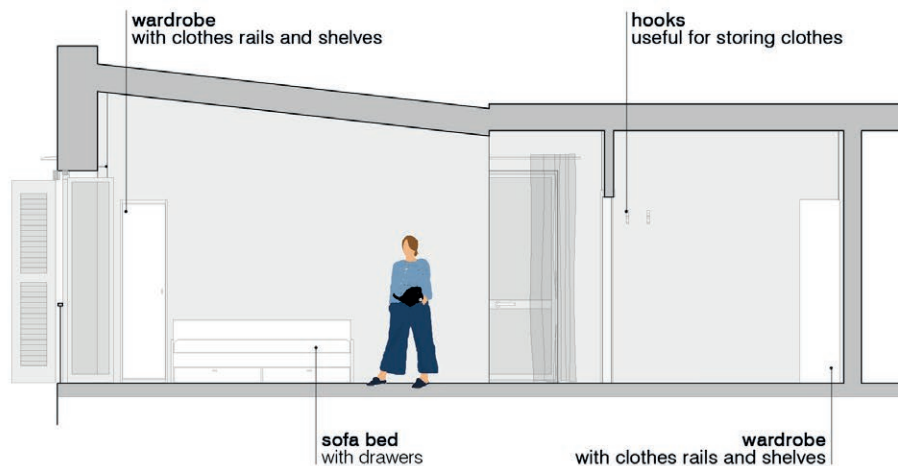 wardrobe
with clothes rails and shelves
hooks
useful for storing clothes
sofa bed
with drawers
wardrobe
with clothes rails and shelves